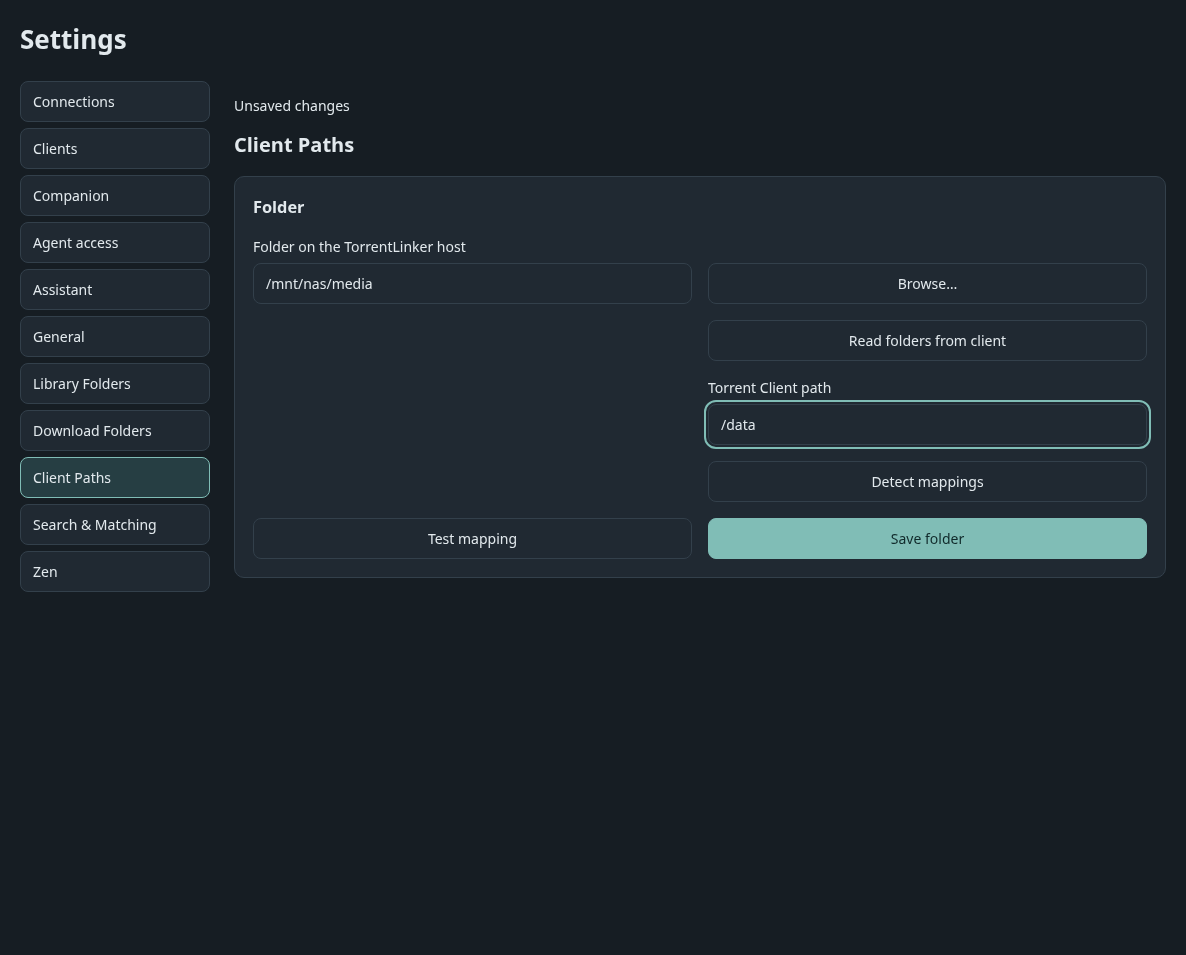 Settings
Connections
Clients
Companion
Agent access
Assistant
General
Library Folders
Download Folders
Client Paths
Search & Matching
Zen
Unsaved changes
Client Paths
Folder
Folder on the TorrentLinker host
/mnt/nas/media
Browse...
Read folders from client
Torrent Client path
/data
Detect mappings
Test mapping
Save folder